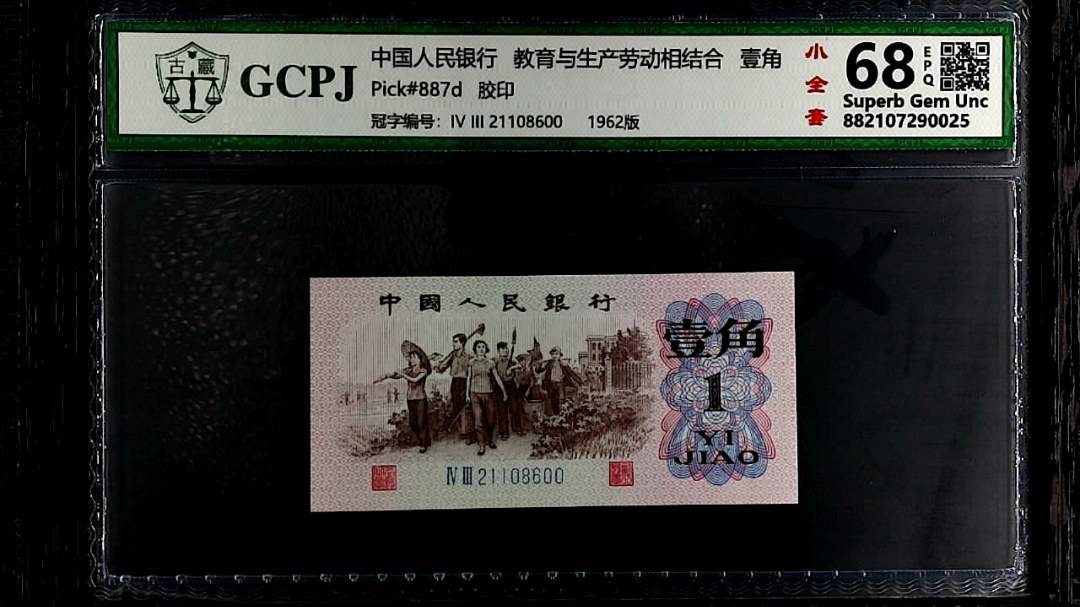 古藏
GCPJ
中国人民银行 教育与生产劳动相结合 壹角
Pick#887d 胶印
冠字编号: IV III 21108600 1962版
小全套
68
EPQ
Superb Gem Unc
882107290025
中國人民銀行
壹角
1
YI
JIAO
IV III 21108600